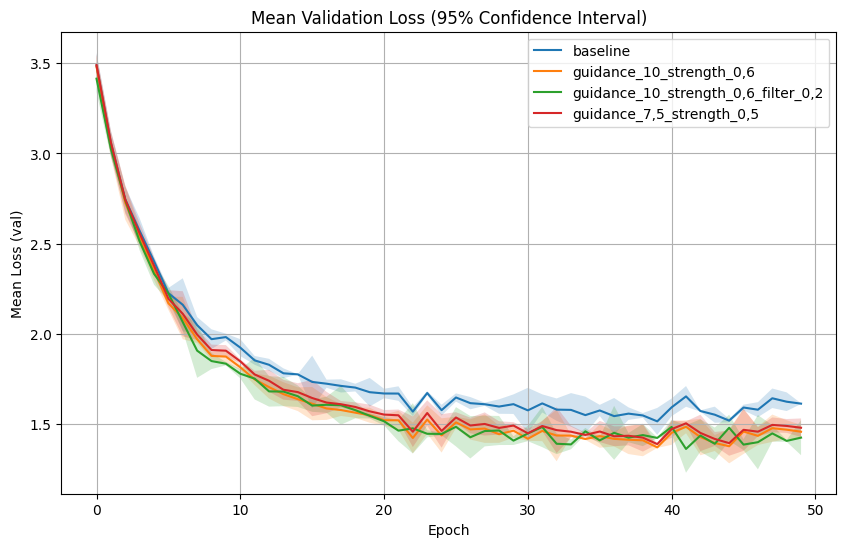 Mean Validation Loss (95% Confidence Interval)
baseline
guidance_10_strength_0,6
guidance_10_strength_0,6_filter_0,2
guidance_7,5_strength_0,5
Mean Loss (val)
3.5
3.0
2.5
2.0
1.5
0 10 20 30 40 50
Epoch